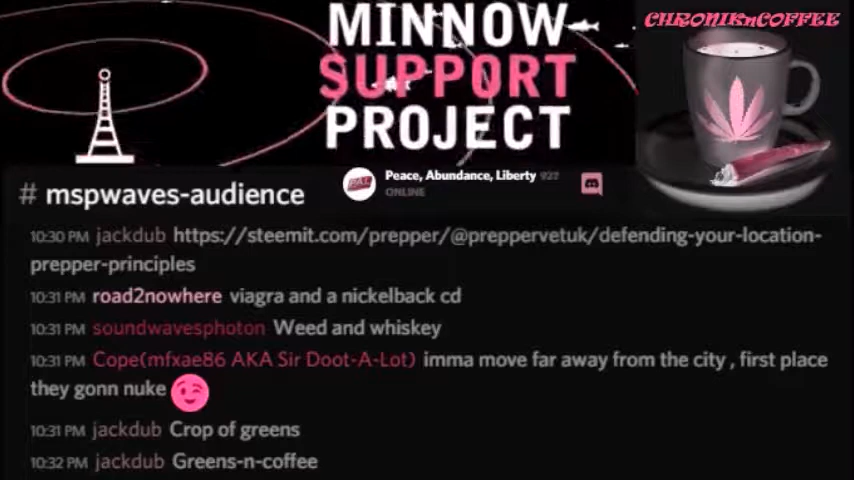 MINNOW
SUPPORT
PROJECT
CHRONIKnCOFFEE
# mspwaves-audience
Peace, Abundance, Liberty 922
ONLINE
10:30 PM jackdub https://steemit.com/prepper/@preppervetuk/defending-your-location-
prepper-principles
10:31 PM road2nowhere viagra and a nickelback cd
10:31 PM soundwavesphoton Weed and whiskey
10:31 PM Cope(mfxae86 AKA Sir Doot-A-Lot) imma move far away from the city , first place
they gonn nuke
10:31 PM jackdub Crop of greens
10:32 PM jackdub Greens-n-coffee